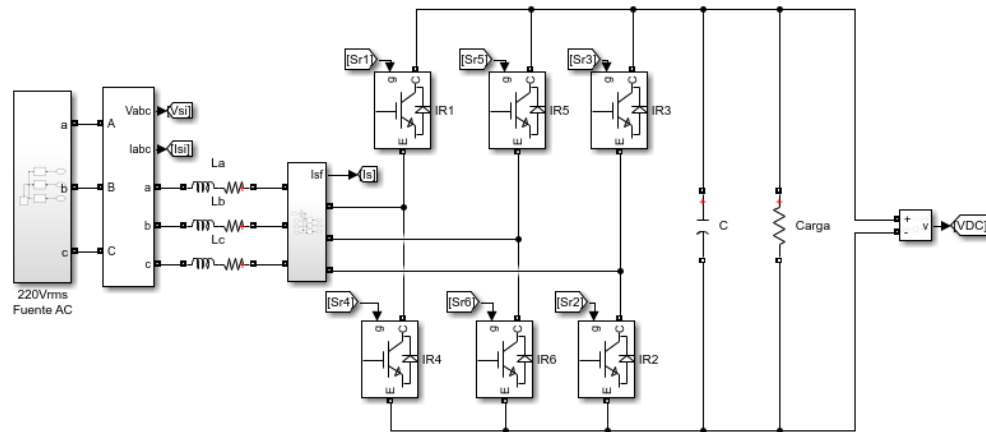 [Sr1]
[Sr5]
[Sr3]
g
C
E
IR1
g
C
E
IR5
g
C
E
IR3
Vabc
[Vsi]
a
A
Iabc
[Isi]
La
Isf
[Is]
b
B
a
Lb
b
Lc
c
C
c
C
Carga
+
-
v
[VDC]
220Vrms
Fuente AC
[Sr4]
[Sr6]
[Sr2]
g
C
E
IR4
g
C
E
IR6
g
C
E
IR2